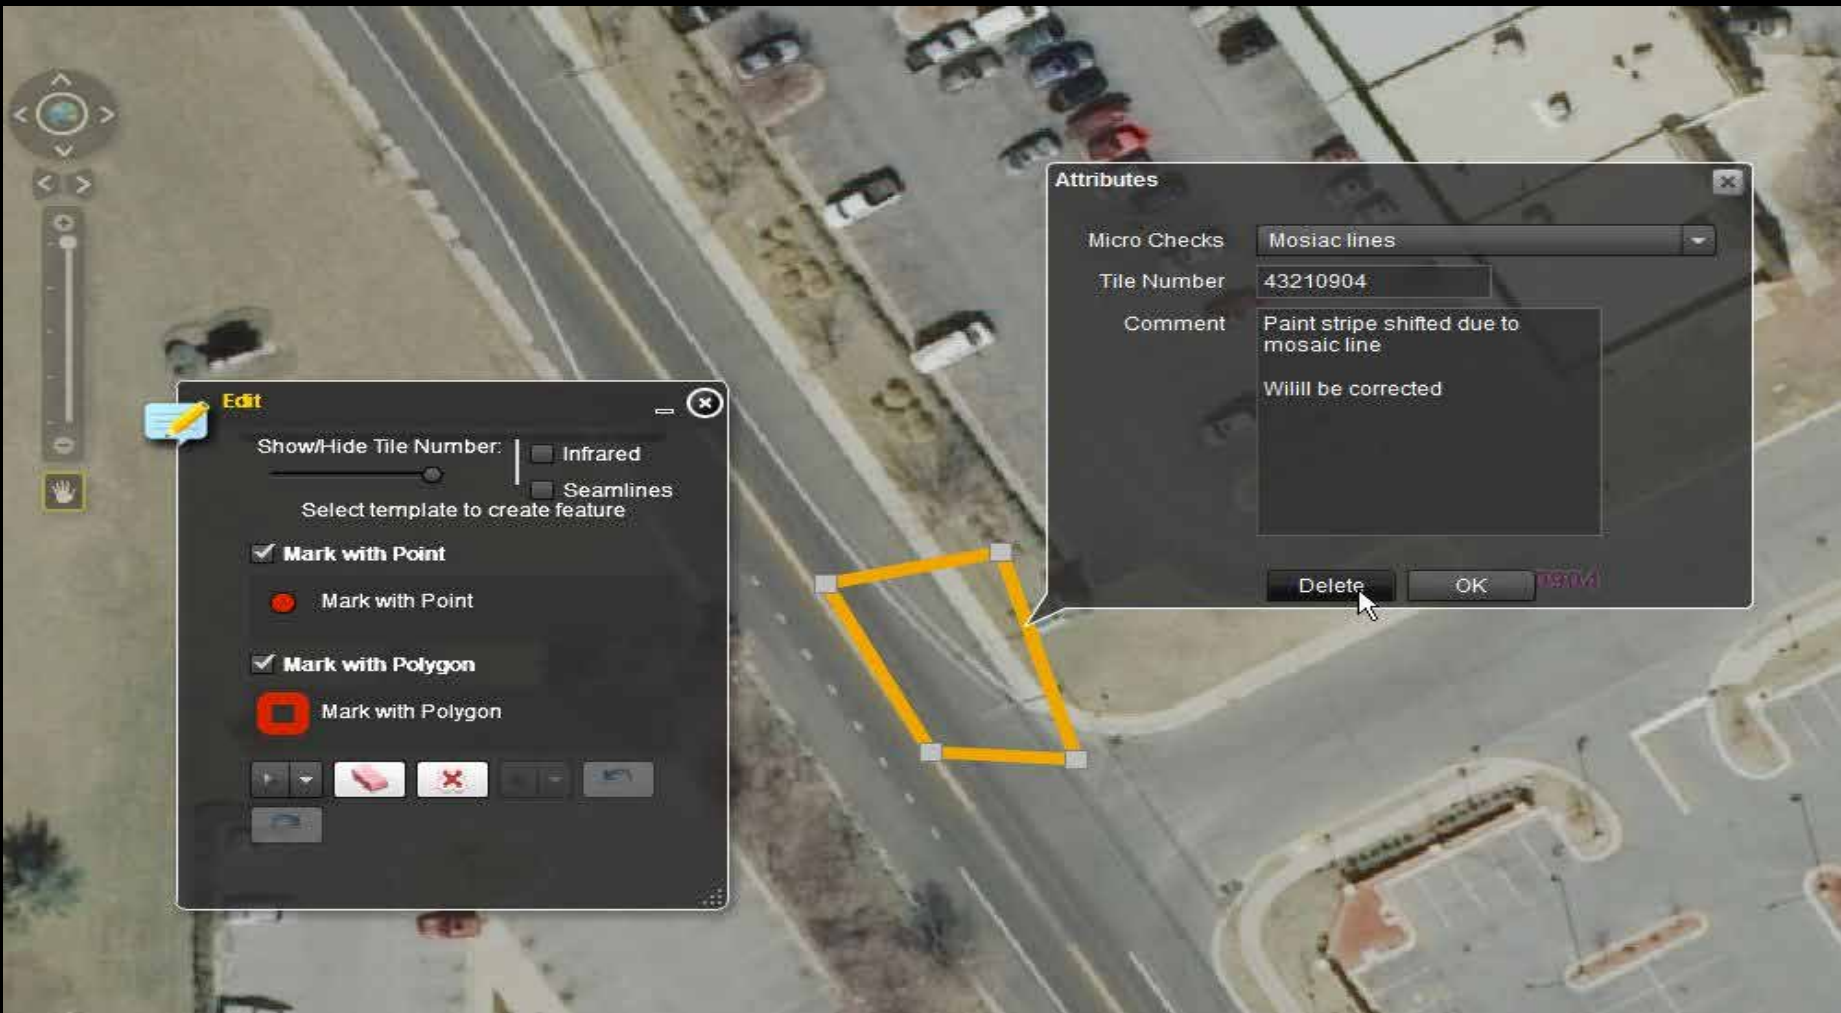 Attributes
Micro Checks Mosiac lines
Tile Number 43210904
Comment Paint stripe shifted due to
mosaic line
Wilill be corrected
Delete OK
Edit
Show/Hide Tile Number:
Infrared
Seamlines
Select template to create feature
Mark with Point
Mark with Point
Mark with Polygon
Mark with Polygon